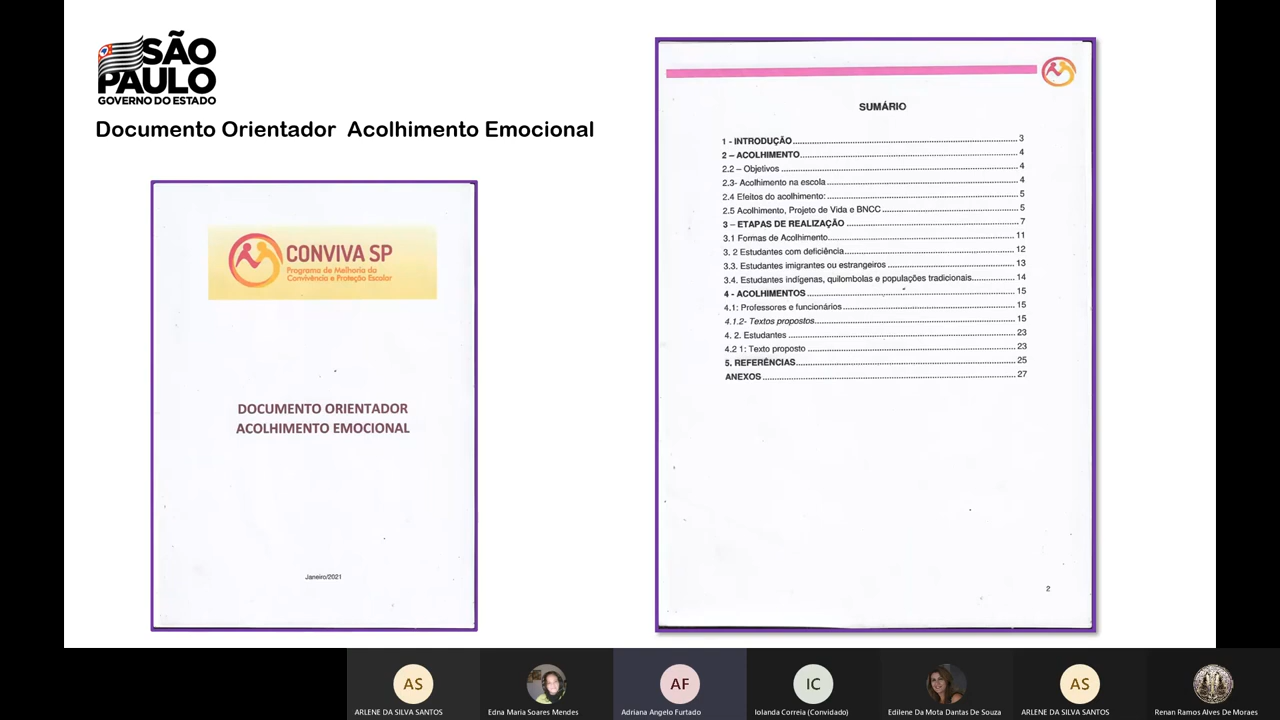 SÃO
PAULO
GOVERNO DO ESTADO
Documento Orientador  Acolhimento Emocional
CONVIVA SP
Programa de Melhoria da
Convivência e Proteção Escolar
DOCUMENTO ORIENTADOR
ACOLHIMENTO EMOCIONAL
Janeiro/2021
SUMÁRIO
1 - INTRODUÇÃO ........ 3
2 – ACOLHIMENTO ........ 4
2.2 – Objetivos ........ 4
2.3- Acolhimento na escola ........ 4
2.4 Efeitos do acolhimento: ........ 5
2.5 Acolhimento, Projeto de Vida e BNCC ........ 5
3 – ETAPAS DE REALIZAÇÃO ........ 7
3.1 Formas de Acolhimento ........ 11
3. 2 Estudantes com deficiência ........ 12
3.3. Estudantes imigrantes ou estrangeiros ........ 13
3.4. Estudantes indígenas, quilombolas e populações tradicionais ........ 14
4 - ACOLHIMENTOS ........ 15
4.1: Professores e funcionários ........ 15
4.1.2- Textos propostos ........ 15
4. 2. Estudantes ........ 23
4.2 1: Texto proposto ........ 23
5. REFERÊNCIAS ........ 25
ANEXOS ........ 27
2
AS
AF
IC
AS
ARLENE DA SILVA SANTOS
Edna Maria Soares Mendes
Adriana Angelo Furtado
Iolanda Correia (Convidado)
Edilene Da Mota Dantas De Souza
ARLENE DA SILVA SANTOS
Renan Ramos Alves De Moraes